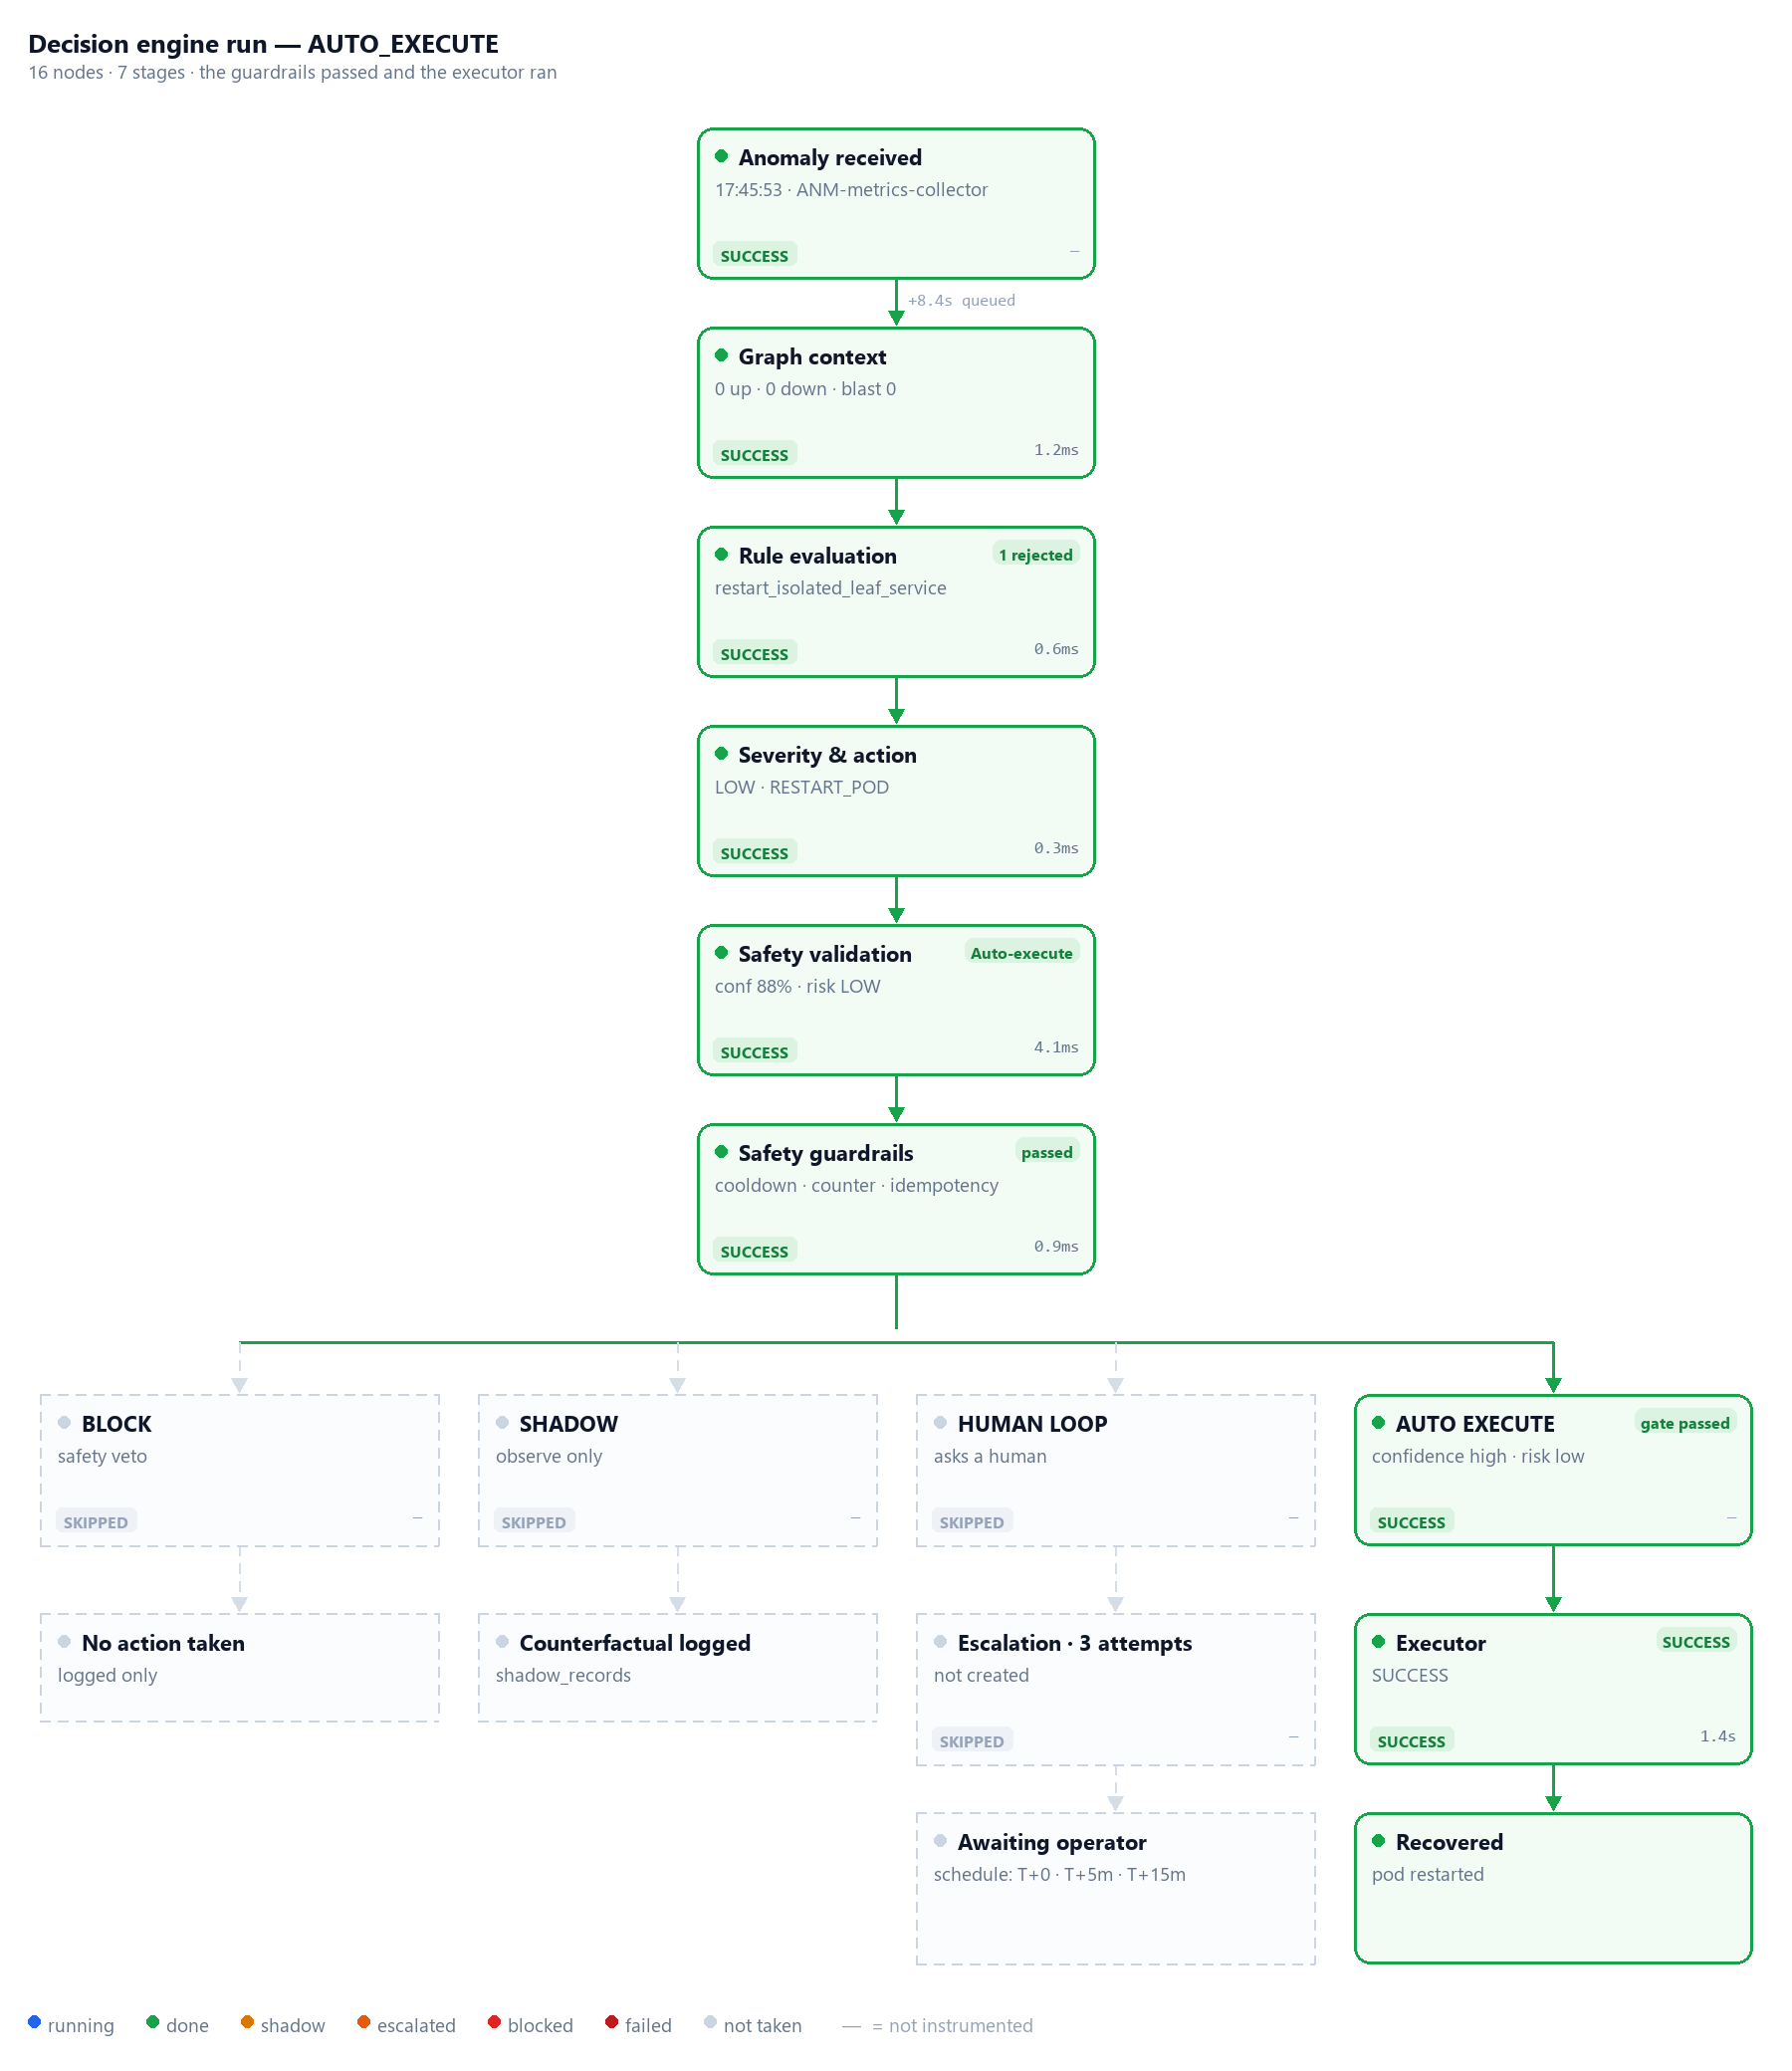 Decision engine run — AUTO_EXECUTE
16 nodes · 7 stages · the guardrails passed and the executor ran
Anomaly received
17:45:53 · ANM-metrics-collector
SUCCESS —
+8.4s queued
Graph context
0 up · 0 down · blast 0
SUCCESS 1.2ms
Rule evaluation 1 rejected
restart_isolated_leaf_service
SUCCESS 0.6ms
Severity & action
LOW · RESTART_POD
SUCCESS 0.3ms
Safety validation Auto-execute
conf 88% · risk LOW
SUCCESS 4.1ms
Safety guardrails passed
cooldown · counter · idempotency
SUCCESS 0.9ms
BLOCK
safety veto
SKIPPED —
SHADOW
observe only
SKIPPED —
HUMAN LOOP
asks a human
SKIPPED —
AUTO EXECUTE gate passed
confidence high · risk low
SUCCESS —
No action taken
logged only
Counterfactual logged
shadow_records
Escalation · 3 attempts
not created
SKIPPED —
Executor SUCCESS
SUCCESS
SUCCESS 1.4s
Awaiting operator
schedule: T+0 · T+5m · T+15m
Recovered
pod restarted
running done shadow escalated blocked failed not taken — = not instrumented